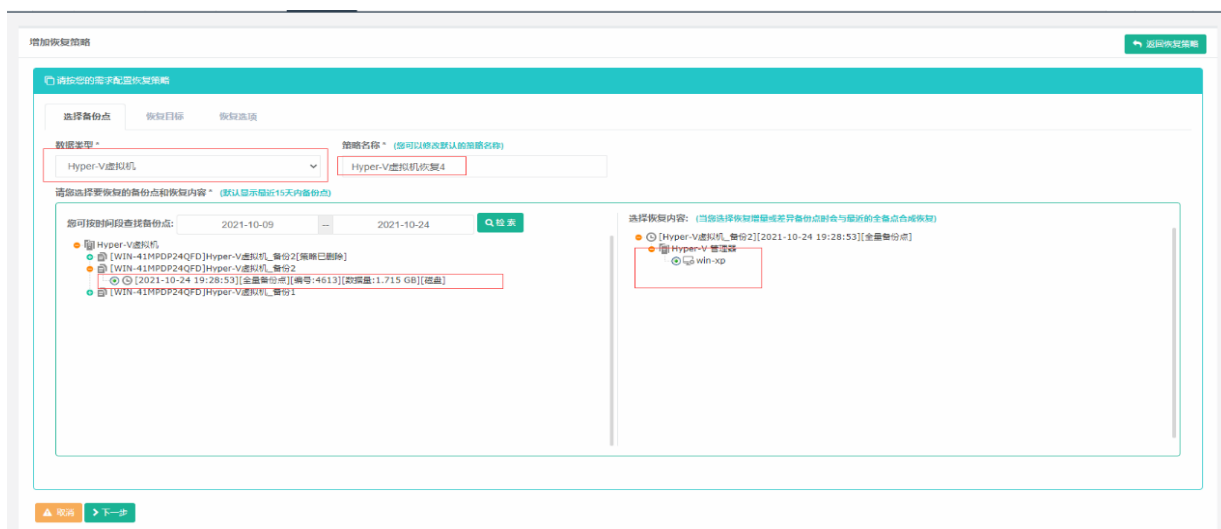 增加恢复策略
返回恢复策略
请按您的需求配置恢复策略
选择备份点 恢复目标 恢复选项
数据类型 * 策略名称 * (您可以修改默认的策略名称)
Hyper-V虚拟机 Hyper-V虚拟机恢复4
请您选择要恢复的备份点和恢复内容 * (默认显示最近15天内备份点)
您可按时间段查找备份点: 2021-10-09 -- 2021-10-24 检索
Hyper-V虚拟机
[WIN-41MPDP24QFD]Hyper-V虚拟机_备份2[策略已删除]
[WIN-41MPDP24QFD]Hyper-V虚拟机_备份2
[2021-10-24 19:28:53][全量备份点][编号:4613][数据量:1.715 GB][磁盘]
[WIN-41MPDP24QFD]Hyper-V虚拟机_备份1
选择恢复内容: (当您选择恢复增量或差异备份点时会与最近的全备点合成恢复)
[Hyper-V虚拟机_备份2][2021-10-24 19:28:53][全量备份点]
Hyper-V 管理器
win-xp
取消 下一步